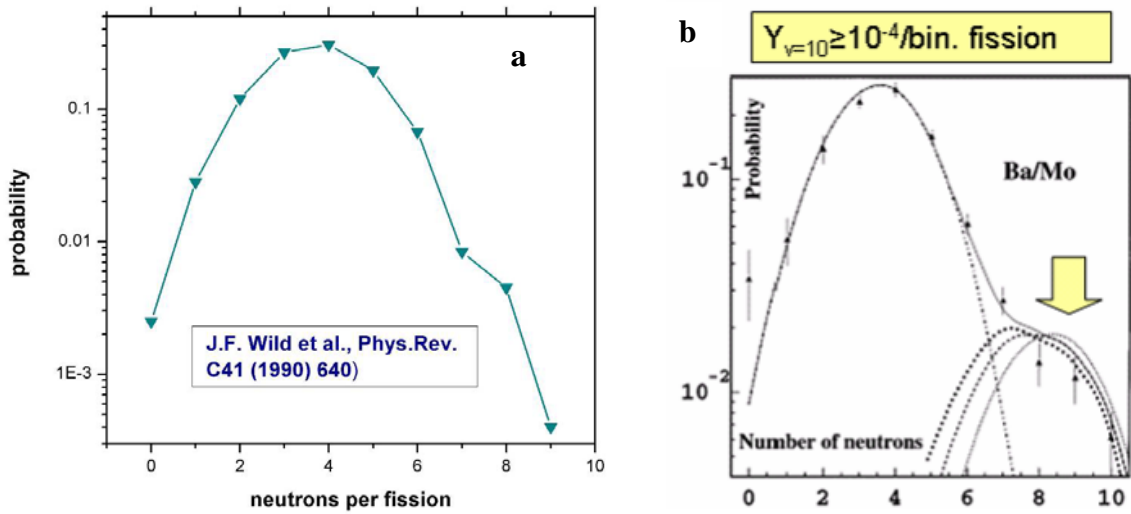 a
probability
0.1
0.01
1E-3
0 2 4 6 8 10
neutrons per fission
J.F. Wild et al., Phys.Rev.
C41 (1990) 640)
b
Yν=10≥10-4/bin. fission
Probability
10-1
10-2
Ba/Mo
Number of neutrons
0 2 4 6 8 10